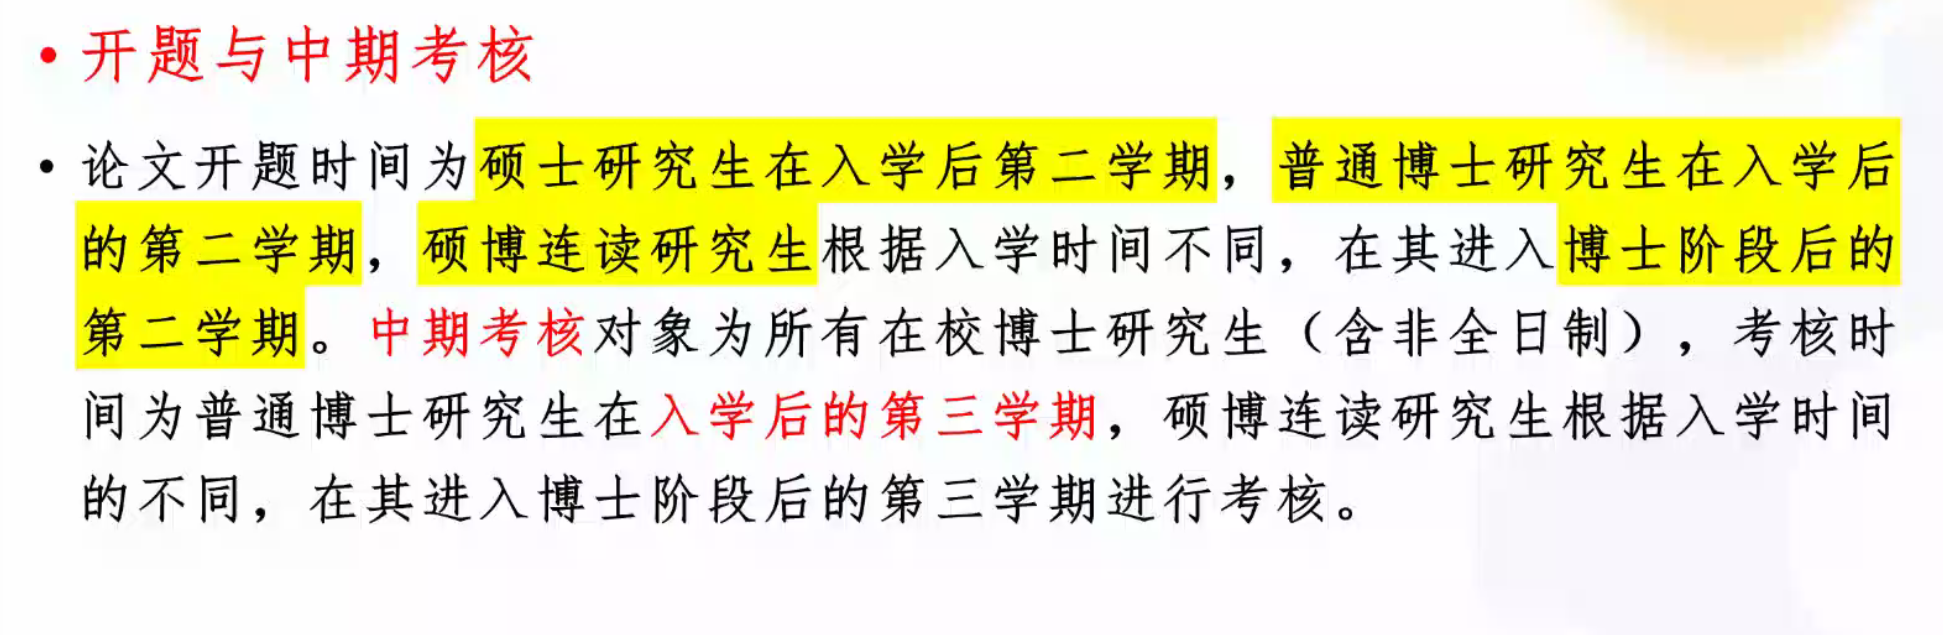 • 开题与中期考核
• 论文开题时间为硕士研究生在入学后第二学期，普通博士研究生在入学后
的第二学期，硕博连读研究生根据入学时间不同，在其进入博士阶段后的
第二学期。中期考核对象为所有在校博士研究生（含非全日制），考核时
间为普通博士研究生在入学后的第三学期，硕博连读研究生根据入学时间
的不同，在其进入博士阶段后的第三学期进行考核。